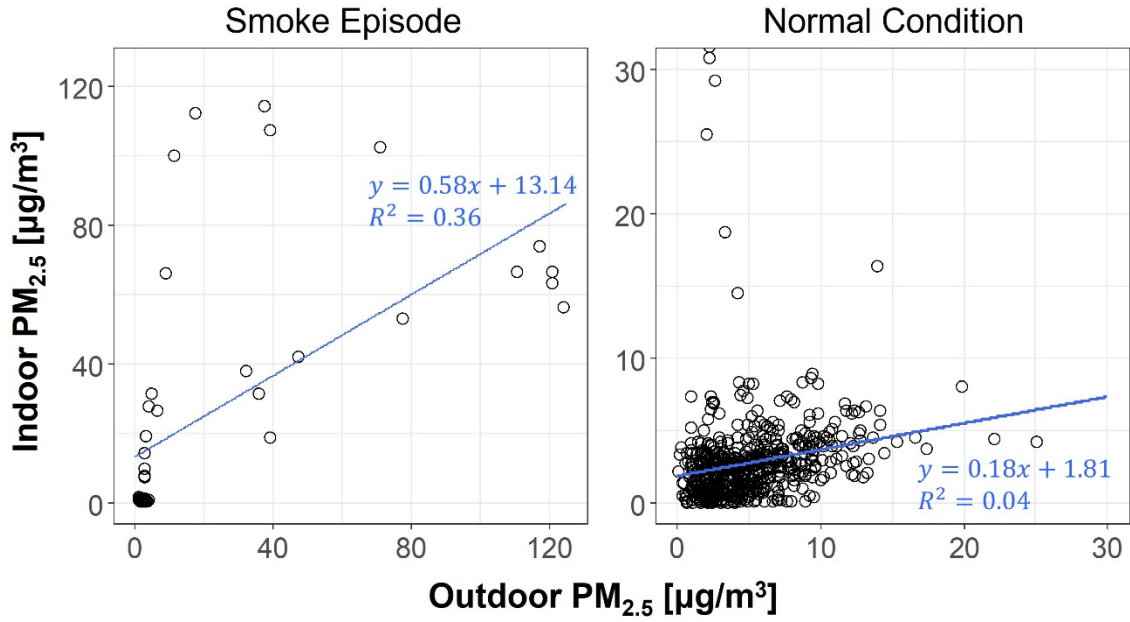 Smoke Episode
Normal Condition
Indoor PM₂.₅ [µg/m³]
120
80
40
0
y = 0.58x + 13.14
R² = 0.36
0 40 80 120
30
20
10
0
y = 0.18x + 1.81
R² = 0.04
0 10 20 30
Outdoor PM₂.₅ [µg/m³]